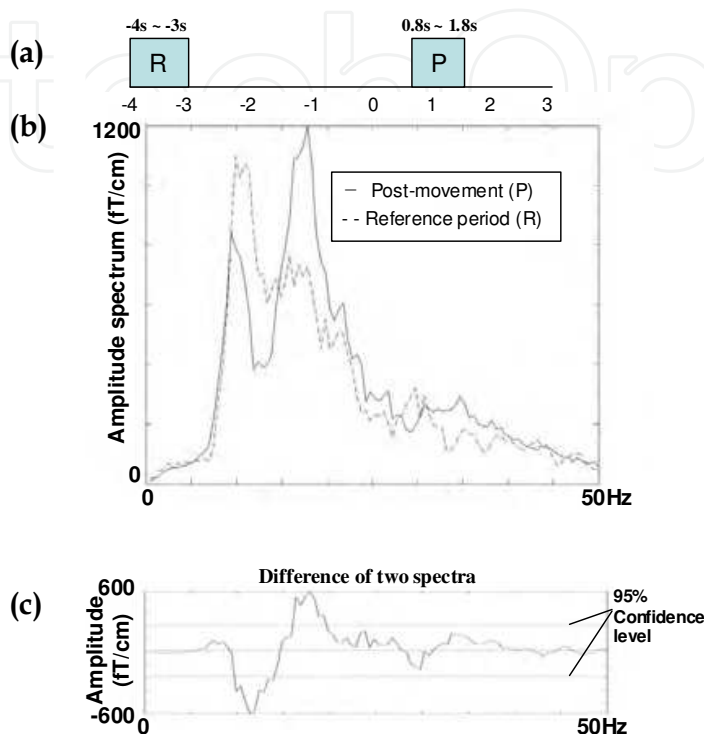 -4s ~ -3s 0.8s ~ 1.8s
(a)
R P
-4 -3 -2 -1 0 1 2 3
(b)
1200
Amplitude spectrum (fT/cm)
— Post-movement (P)
- - Reference period (R)
0
0 50Hz
Difference of two spectra
(c)
600
95%
Confidence
level
Amplitude
(fT/cm)
-600
0 50Hz